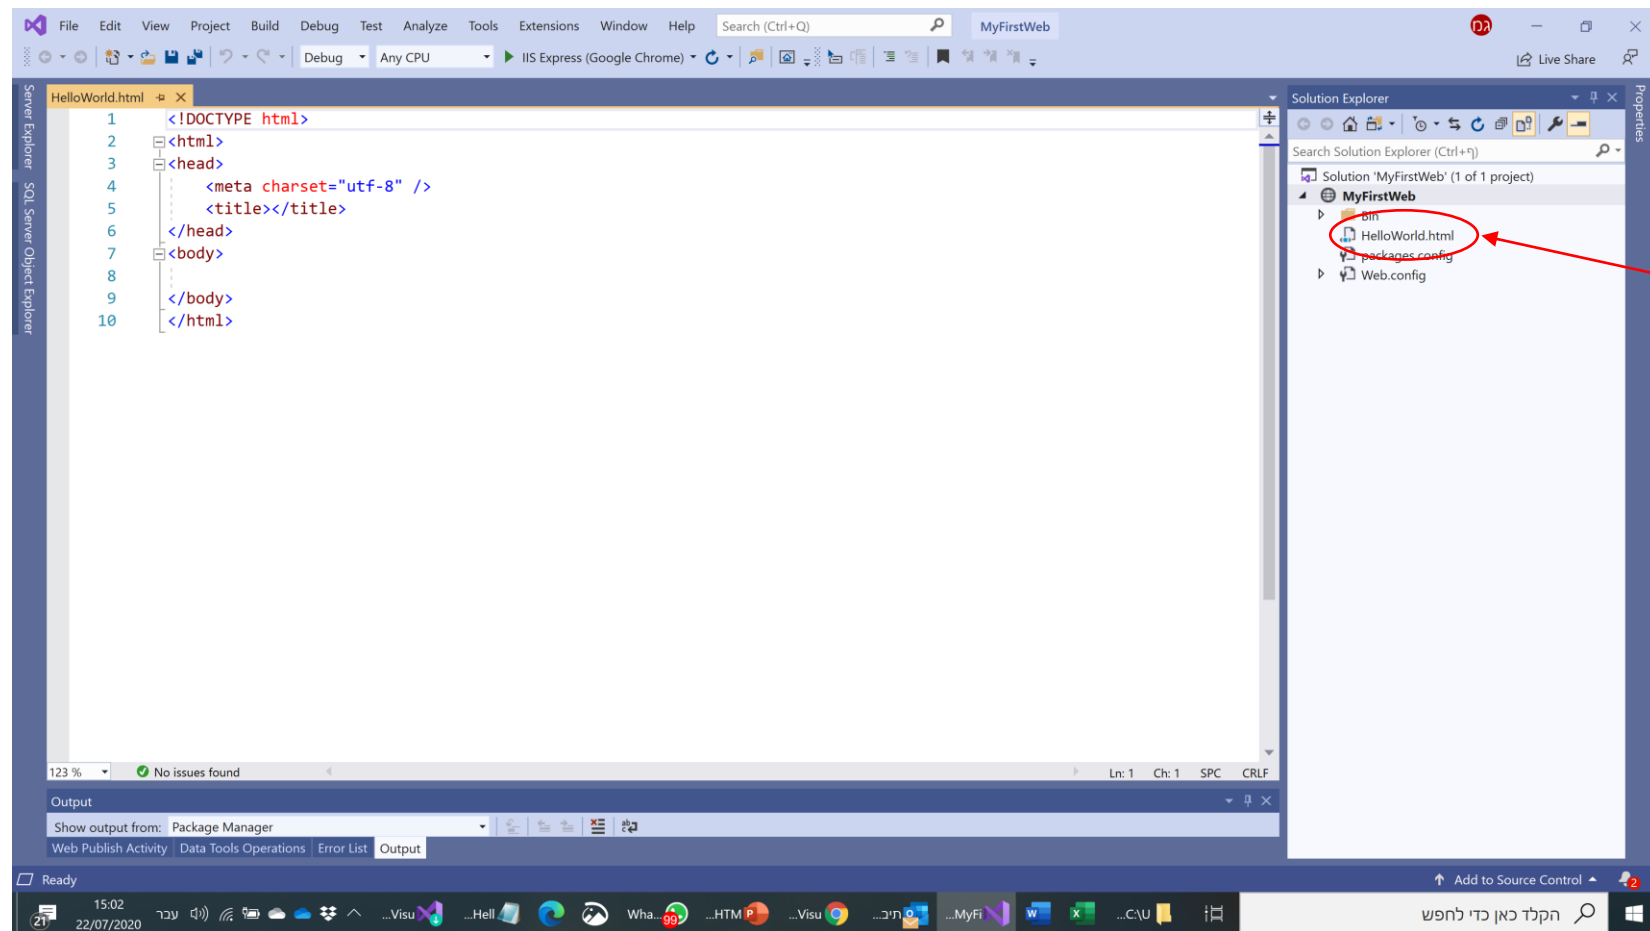 File Edit View Project Build Debug Test Analyze Tools Extensions Window Help Search (Ctrl+Q) MyFirstWeb גמ
Debug Any CPU IIS Express (Google Chrome) Live Share
Server Explorer
SQL Server Object Explorer
HelloWorld.html
1 <!DOCTYPE html>
2 <html>
3 <head>
4 <meta charset="utf-8" />
5 <title></title>
6 </head>
7 <body>
8
9 </body>
10 </html>
123 % No issues found Ln: 1 Ch: 1 SPC CRLF
Output
Show output from: Package Manager
Web Publish Activity Data Tools Operations Error List Output
Solution Explorer
Search Solution Explorer (Ctrl+ף)
Solution 'MyFirstWeb' (1 of 1 project)
MyFirstWeb
Bin
HelloWorld.html
packages.config
Web.config
Properties
Ready Add to Source Control 2
21 15:02 עבר ...Visu ...Hell Wha... 99+ ...HTM ...Visu ...תיב ...MyFi ...C:\U הקלד כאן כדי לחפש
22/07/2020